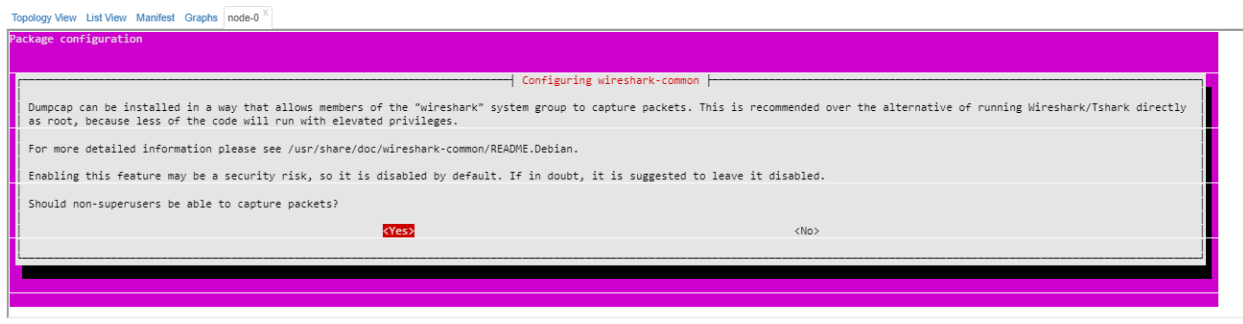 Topology View List View Manifest Graphs node-0 x
Package configuration
Configuring wireshark-common
Dumpcap can be installed in a way that allows members of the "wireshark" system group to capture packets. This is recommended over the alternative of running Wireshark/Tshark directly
as root, because less of the code will run with elevated privileges.
For more detailed information please see /usr/share/doc/wireshark-common/README.Debian.
Enabling this feature may be a security risk, so it is disabled by default. If in doubt, it is suggested to leave it disabled.
Should non-superusers be able to capture packets?
<Yes> <No>